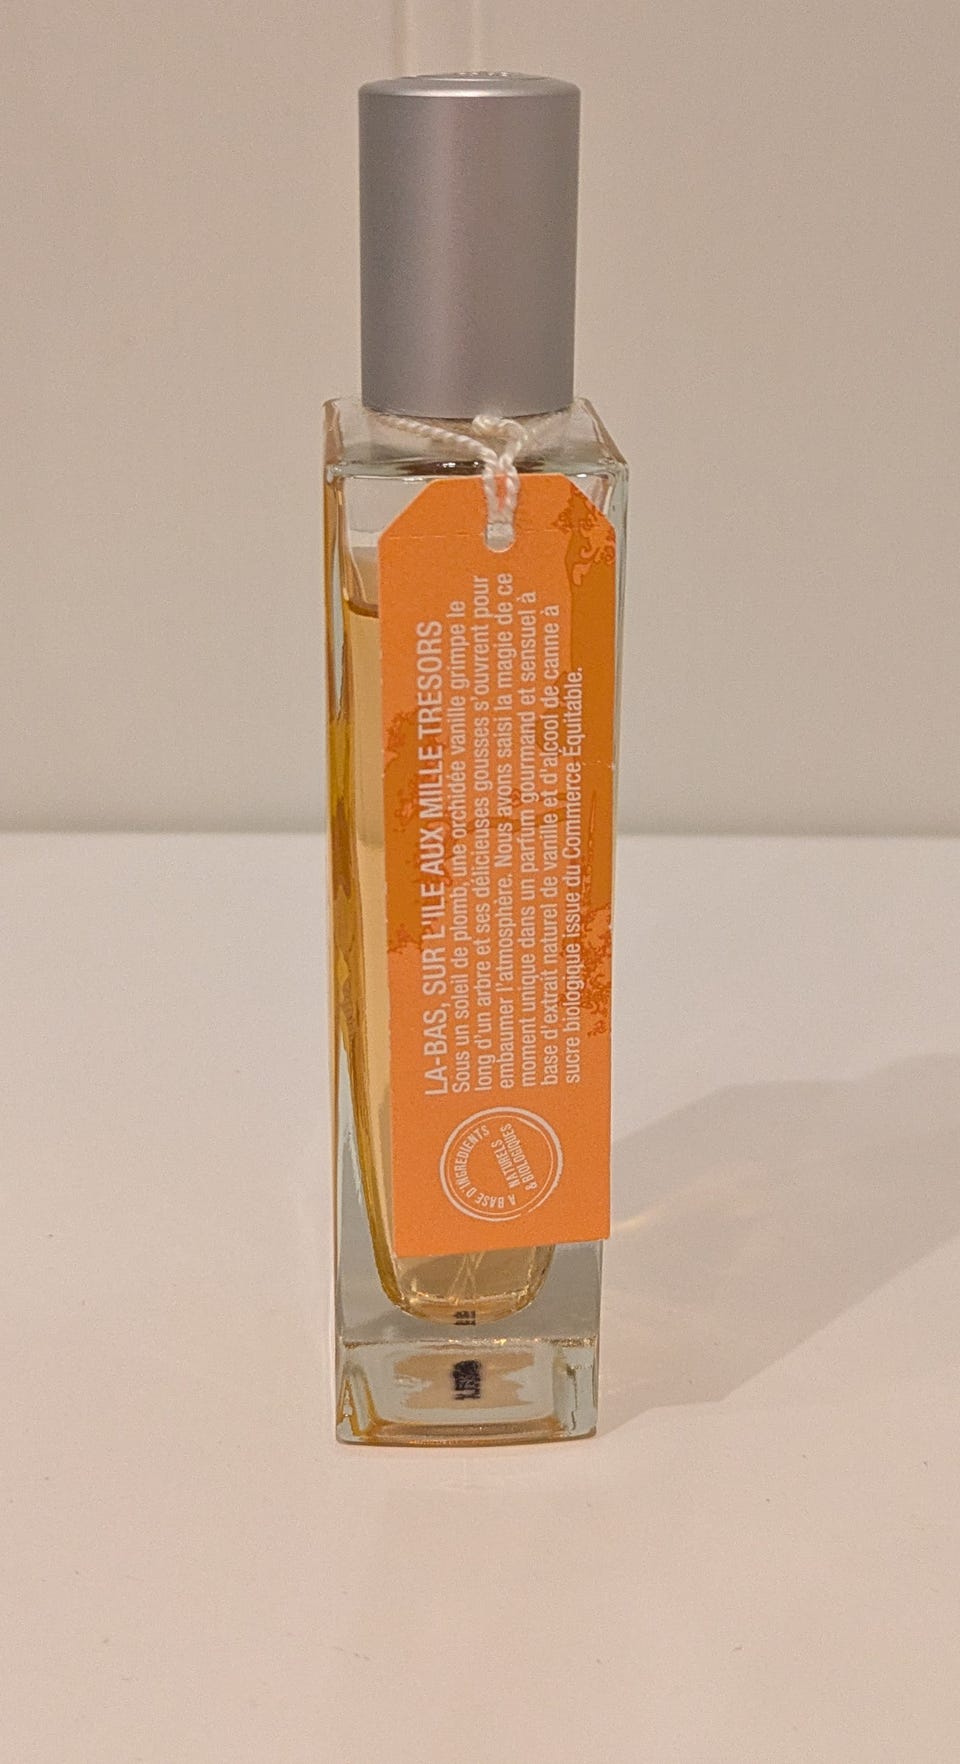 LA-BAS, SUR L'ILE AUX MILLE TRESORS
Sous un soleil de plomb, une orchidée vanille grimpe le
long d'un arbre et ses délicieuses gousses s'ouvrent pour
embaumer l'atmosphère. Nous avons saisi la magie de ce
moment unique dans un parfum gourmand et sensuel à
base d'extrait naturel de vanille et d'alcool de canne à
sucre biologique issue du Commerce Équitable.
A BASE D'INGREDIENTS
NATURELS
& BIOLOGIQUES